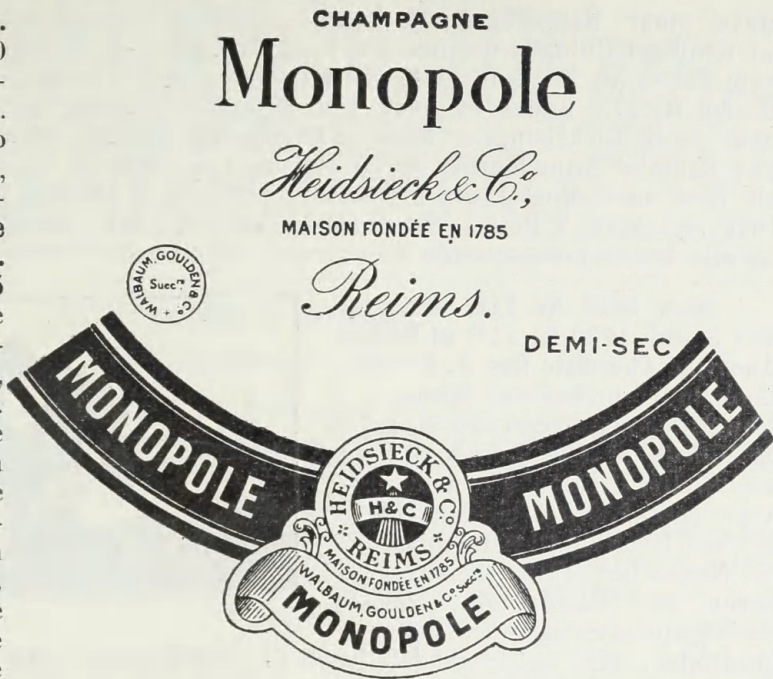 CHAMPAGNE
Monopole
Heidsieck & Cº,
MAISON FONDÉE EN 1785
WALBAUM, GOULDEN & Cº
Succrs
Reims.
DEMI-SEC
MONOPOLE
MONOPOLE
HEIDSIECK & Cº
H&C
REIMS
MAISON FONDÉE EN 1785
WALBAUM, GOULDEN & Cº Succrs
MONOPOLE